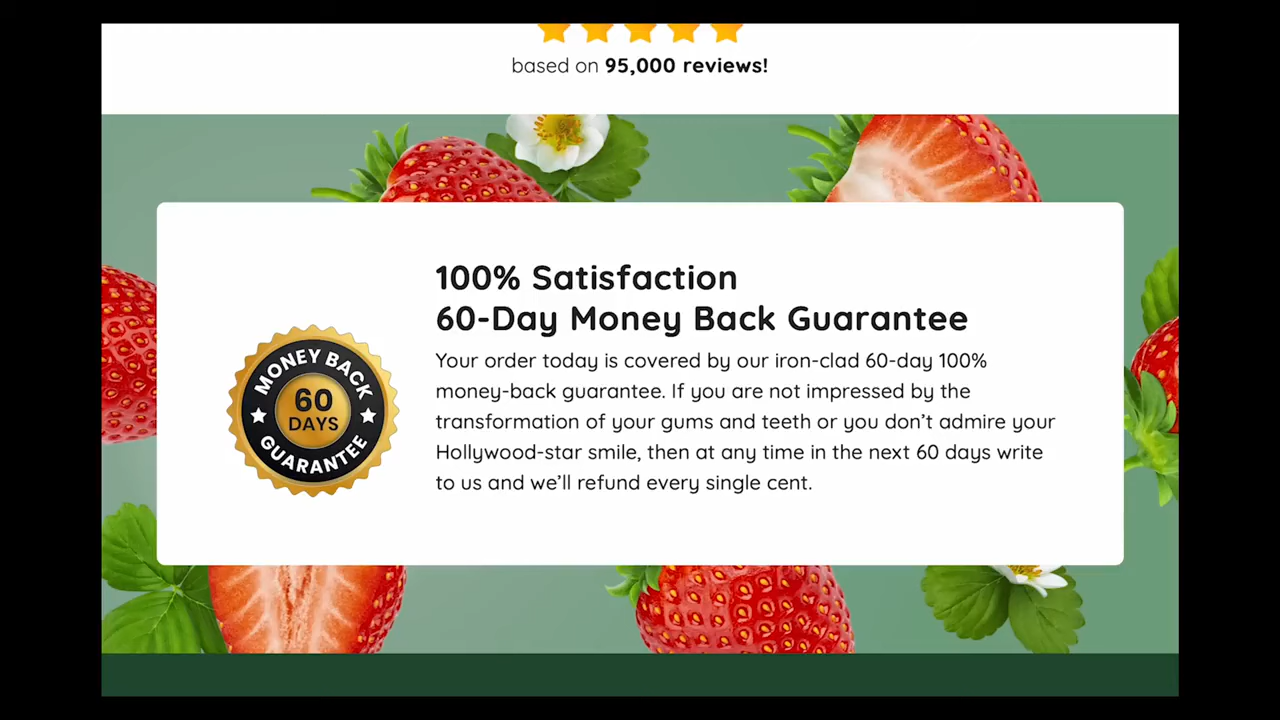 based on 95,000 reviews!
100% Satisfaction
60-Day Money Back Guarantee
Your order today is covered by our iron-clad 60-day 100%
money-back guarantee. If you are not impressed by the
transformation of your gums and teeth or you don’t admire your
Hollywood-star smile, then at any time in the next 60 days write
to us and we’ll refund every single cent.
MONEY BACK
60
DAYS
GUARANTEE